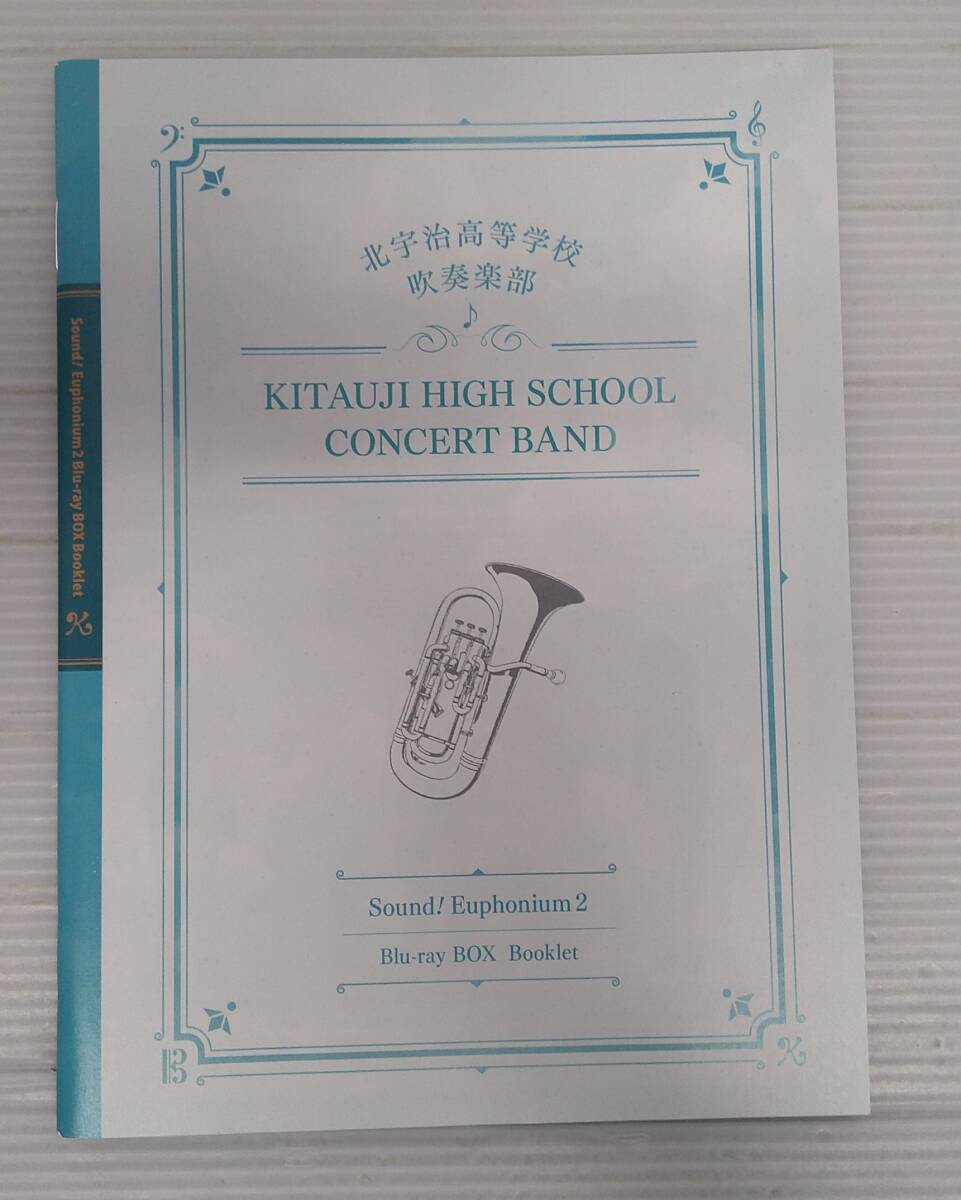 北宇治高等学校
吹奏楽部
KITAUJI HIGH SCHOOL
CONCERT BAND
Sound! Euphonium 2
Blu-ray BOX Booklet
Sound! Euphonium 2 Blu-ray BOX Booklet
K
K